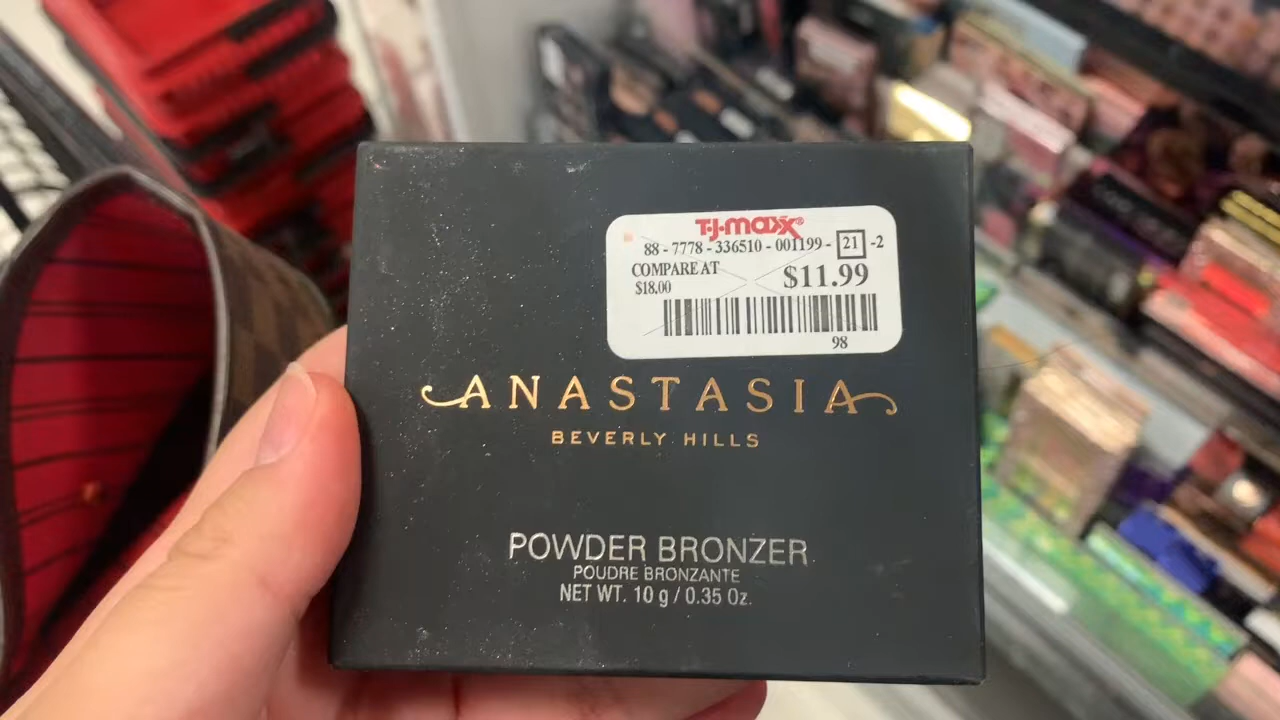 T·J·maxx®
88 - 7778 - 336510 - 001199 - 21 -2
COMPARE AT
$18.00
$11.99
98
ANASTASIA
BEVERLY HILLS
POWDER BRONZER
POUDRE BRONZANTE
NET WT. 10 g / 0.35 Oz.